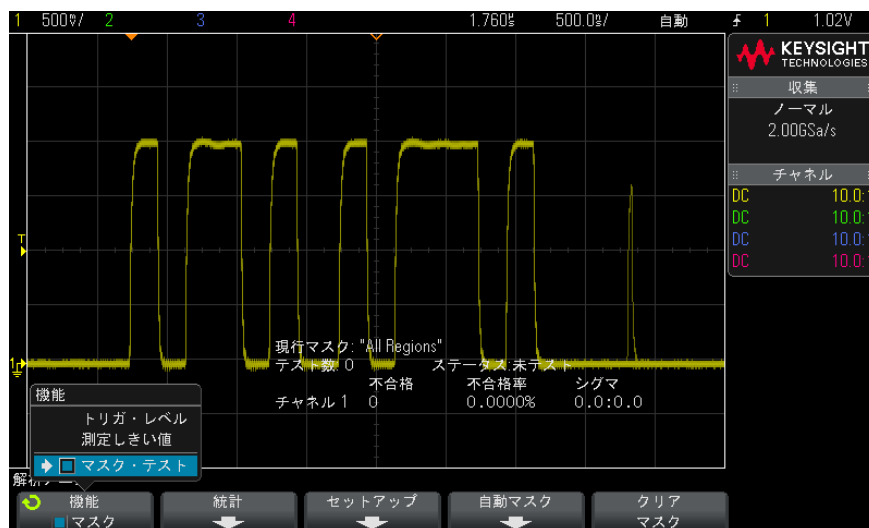 1 500㎷/ 2 3 4 1.760㎲ 500.0㎱/ 自動 1 1.02V
KEYSIGHT
TECHNOLOGIES
収集
ノーマル
2.00GSa/s
チャネル
DC 10.0:1
DC 10.0:1
DC 10.0:1
DC 10.0:1
T
1
現行マスク: "All Regions"
テスト数 0 ステータス 未テスト
不合格 不合格率 シグマ
チャネル 1 0 0.0000% 0.0:0.0
機能
トリガ・レベル
測定しきい値
マスク・テスト
機能 統計 セットアップ 自動マスク クリア
マスク マスク